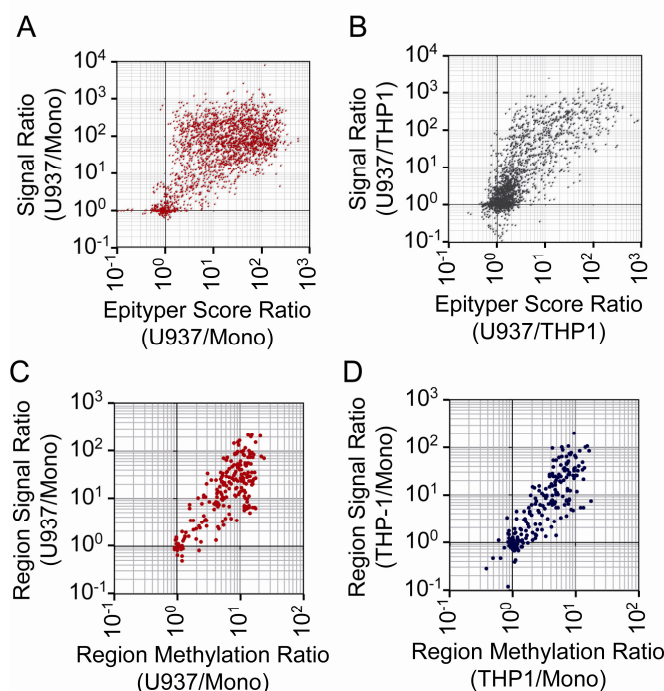 A
Signal Ratio
(U937/Mono)
10⁴
10³
10²
10¹
10⁰
10⁻¹
10⁻¹
10⁰
10¹
10²
10³
Epityper Score Ratio
(U937/Mono)
B
Signal Ratio
(U937/THP1)
10⁴
10³
10²
10¹
10⁰
10⁻¹
10⁻¹
10⁰
10¹
10²
10³
Epityper Score Ratio
(U937/THP1)
C
Region Signal Ratio
(U937/Mono)
10³
10²
10¹
10⁰
10⁻¹
10⁰
10¹
10²
Region Methylation Ratio
(U937/Mono)
D
Region Signal Ratio
(THP-1/Mono)
10³
10²
10¹
10⁰
10⁻¹
10⁻¹
10⁰
10¹
10²
Region Methylation Ratio
(THP1/Mono)